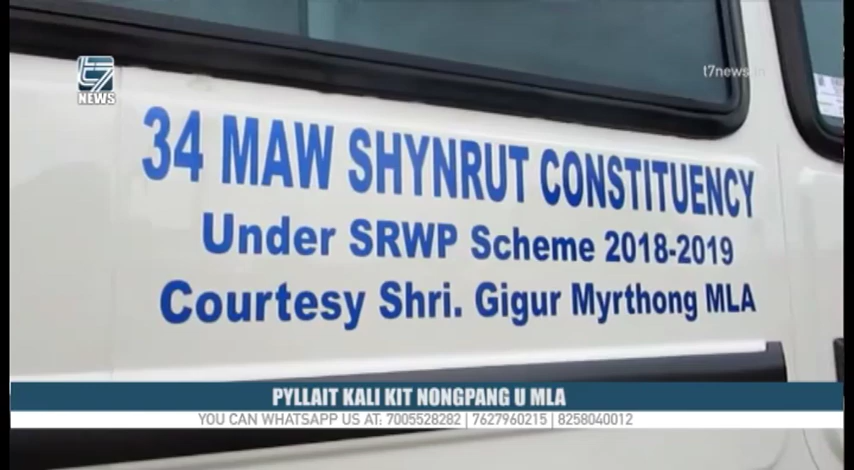 t7
NEWS
t7news.in
34 MAW SHYNRUT CONSTITUENCY
Under SRWP Scheme 2018-2019
Courtesy Shri. Gigur Myrthong MLA
PYLLAIT KALI KIT NONGPANG U MLA
YOU CAN WHATSAPP US AT: 7005528282 | 7627960215 | 8258040012